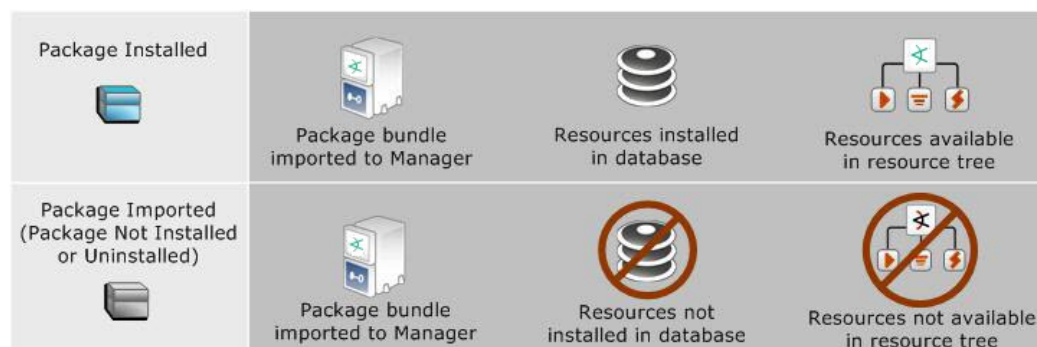 Package Installed
Package bundle
imported to Manager
Resources installed
in database
Resources available
in resource tree
Package Imported
(Package Not Installed
or Uninstalled)
Package bundle
imported to Manager
Resources not
installed in database
Resources not available
in resource tree